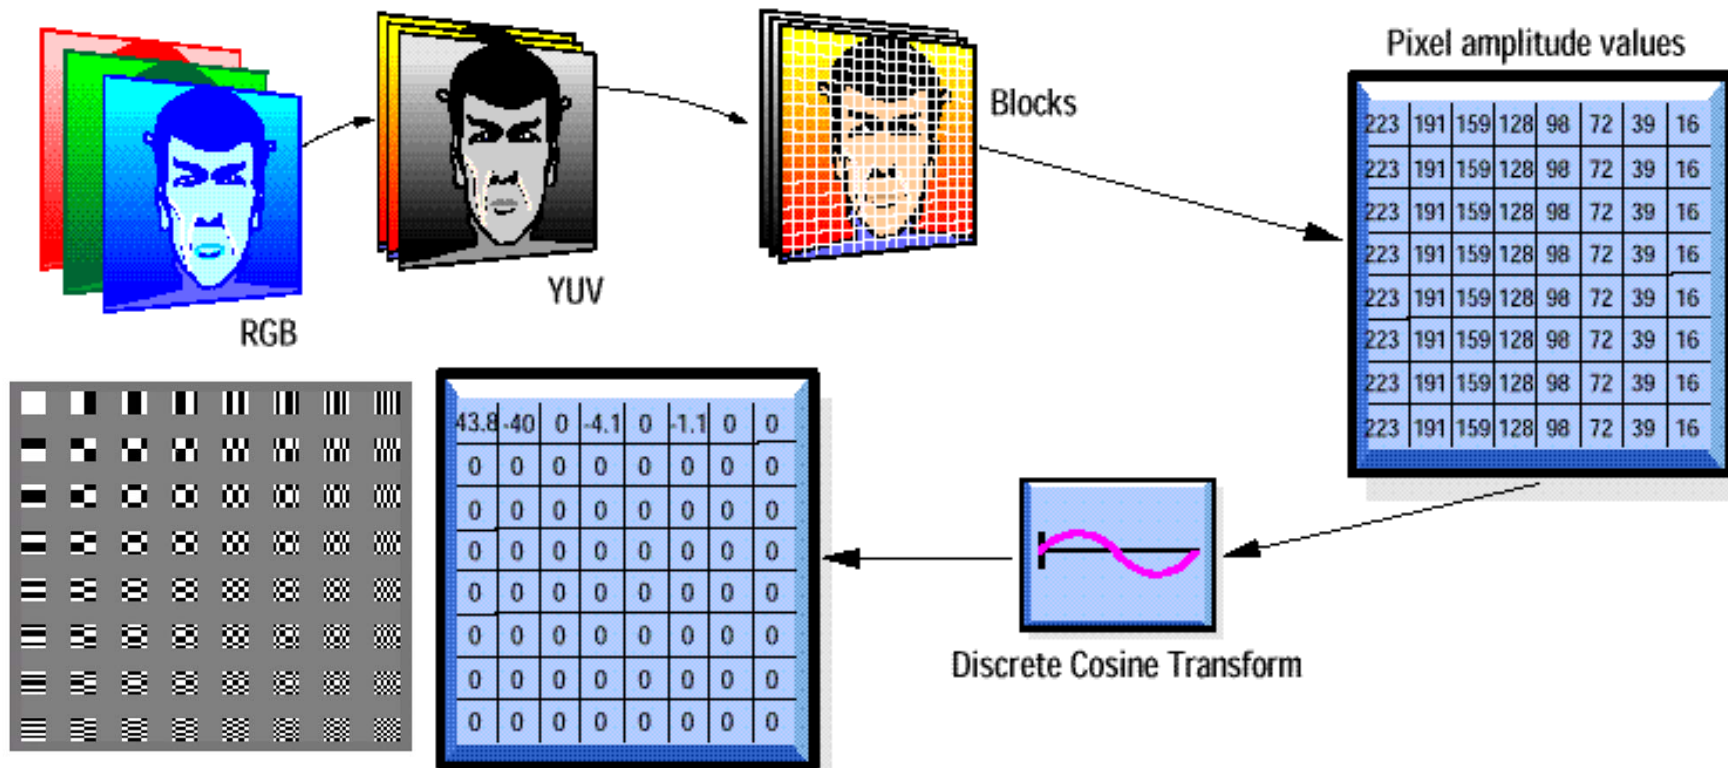 RGB
YUV
Blocks
Pixel amplitude values
223 191 159 128 98 72 39 16
223 191 159 128 98 72 39 16
223 191 159 128 98 72 39 16
223 191 159 128 98 72 39 16
223 191 159 128 98 72 39 16
223 191 159 128 98 72 39 16
223 191 159 128 98 72 39 16
223 191 159 128 98 72 39 16
Discrete Cosine Transform
43.8 -40 0 -4.1 0 -1.1 0 0
0 0 0 0 0 0 0 0
0 0 0 0 0 0 0 0
0 0 0 0 0 0 0 0
0 0 0 0 0 0 0 0
0 0 0 0 0 0 0 0
0 0 0 0 0 0 0 0
0 0 0 0 0 0 0 0